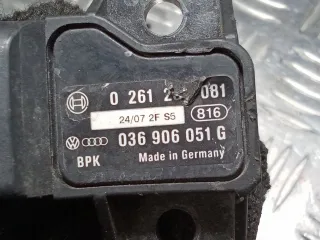 0 261 2 081
24/07 2F S5 816
036 906 051 G
BPK Made in Germany